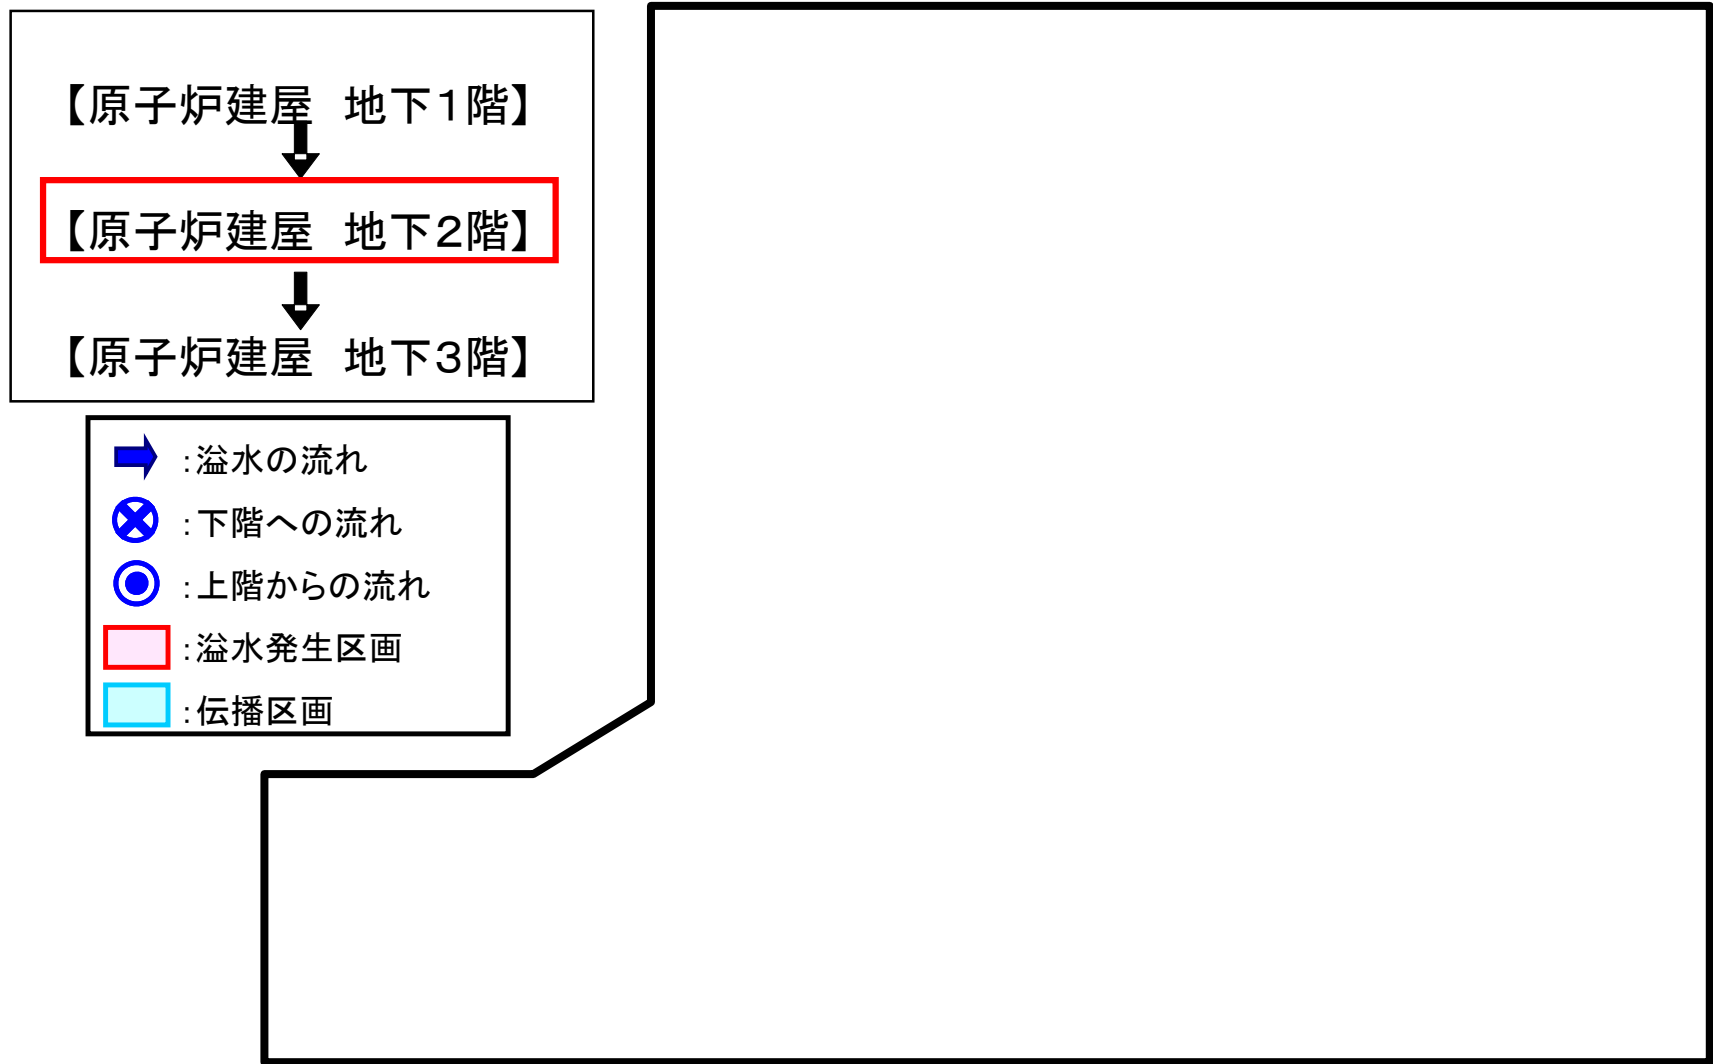 【原子炉建屋　地下1階】
【原子炉建屋　地下2階】
【原子炉建屋　地下3階】
:溢水の流れ
:下階への流れ
:上階からの流れ
:溢水発生区画
:伝播区画